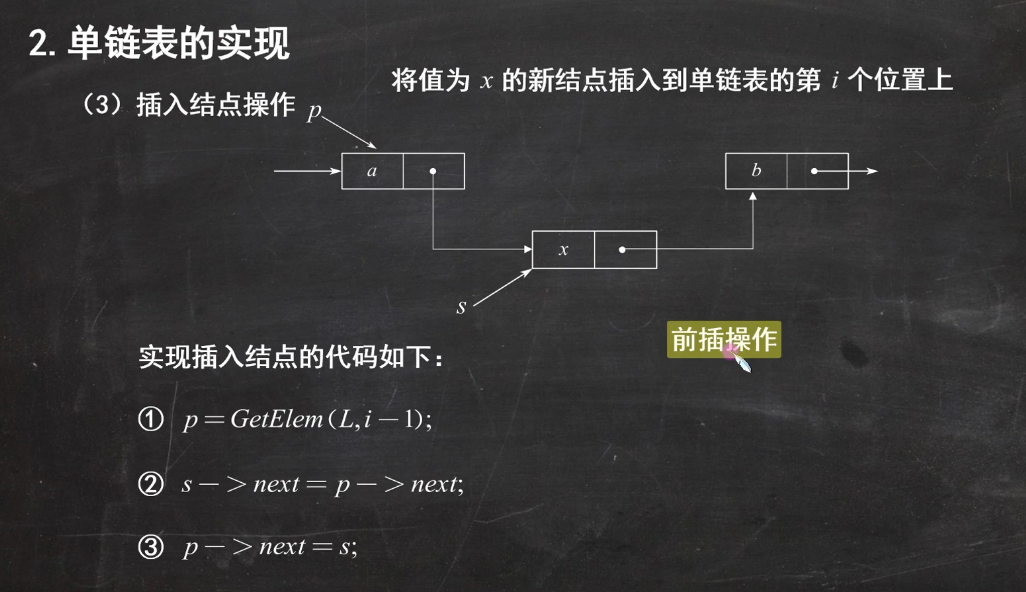 2. 单链表的实现
将值为 x 的新结点插入到单链表的第 i 个位置上
（3）插入结点操作
p
a
b
x
s
前插操作
实现插入结点的代码如下：
① p＝GetElem(L,i－1);
② s－＞next＝p－＞next;
③ p－＞next＝s;